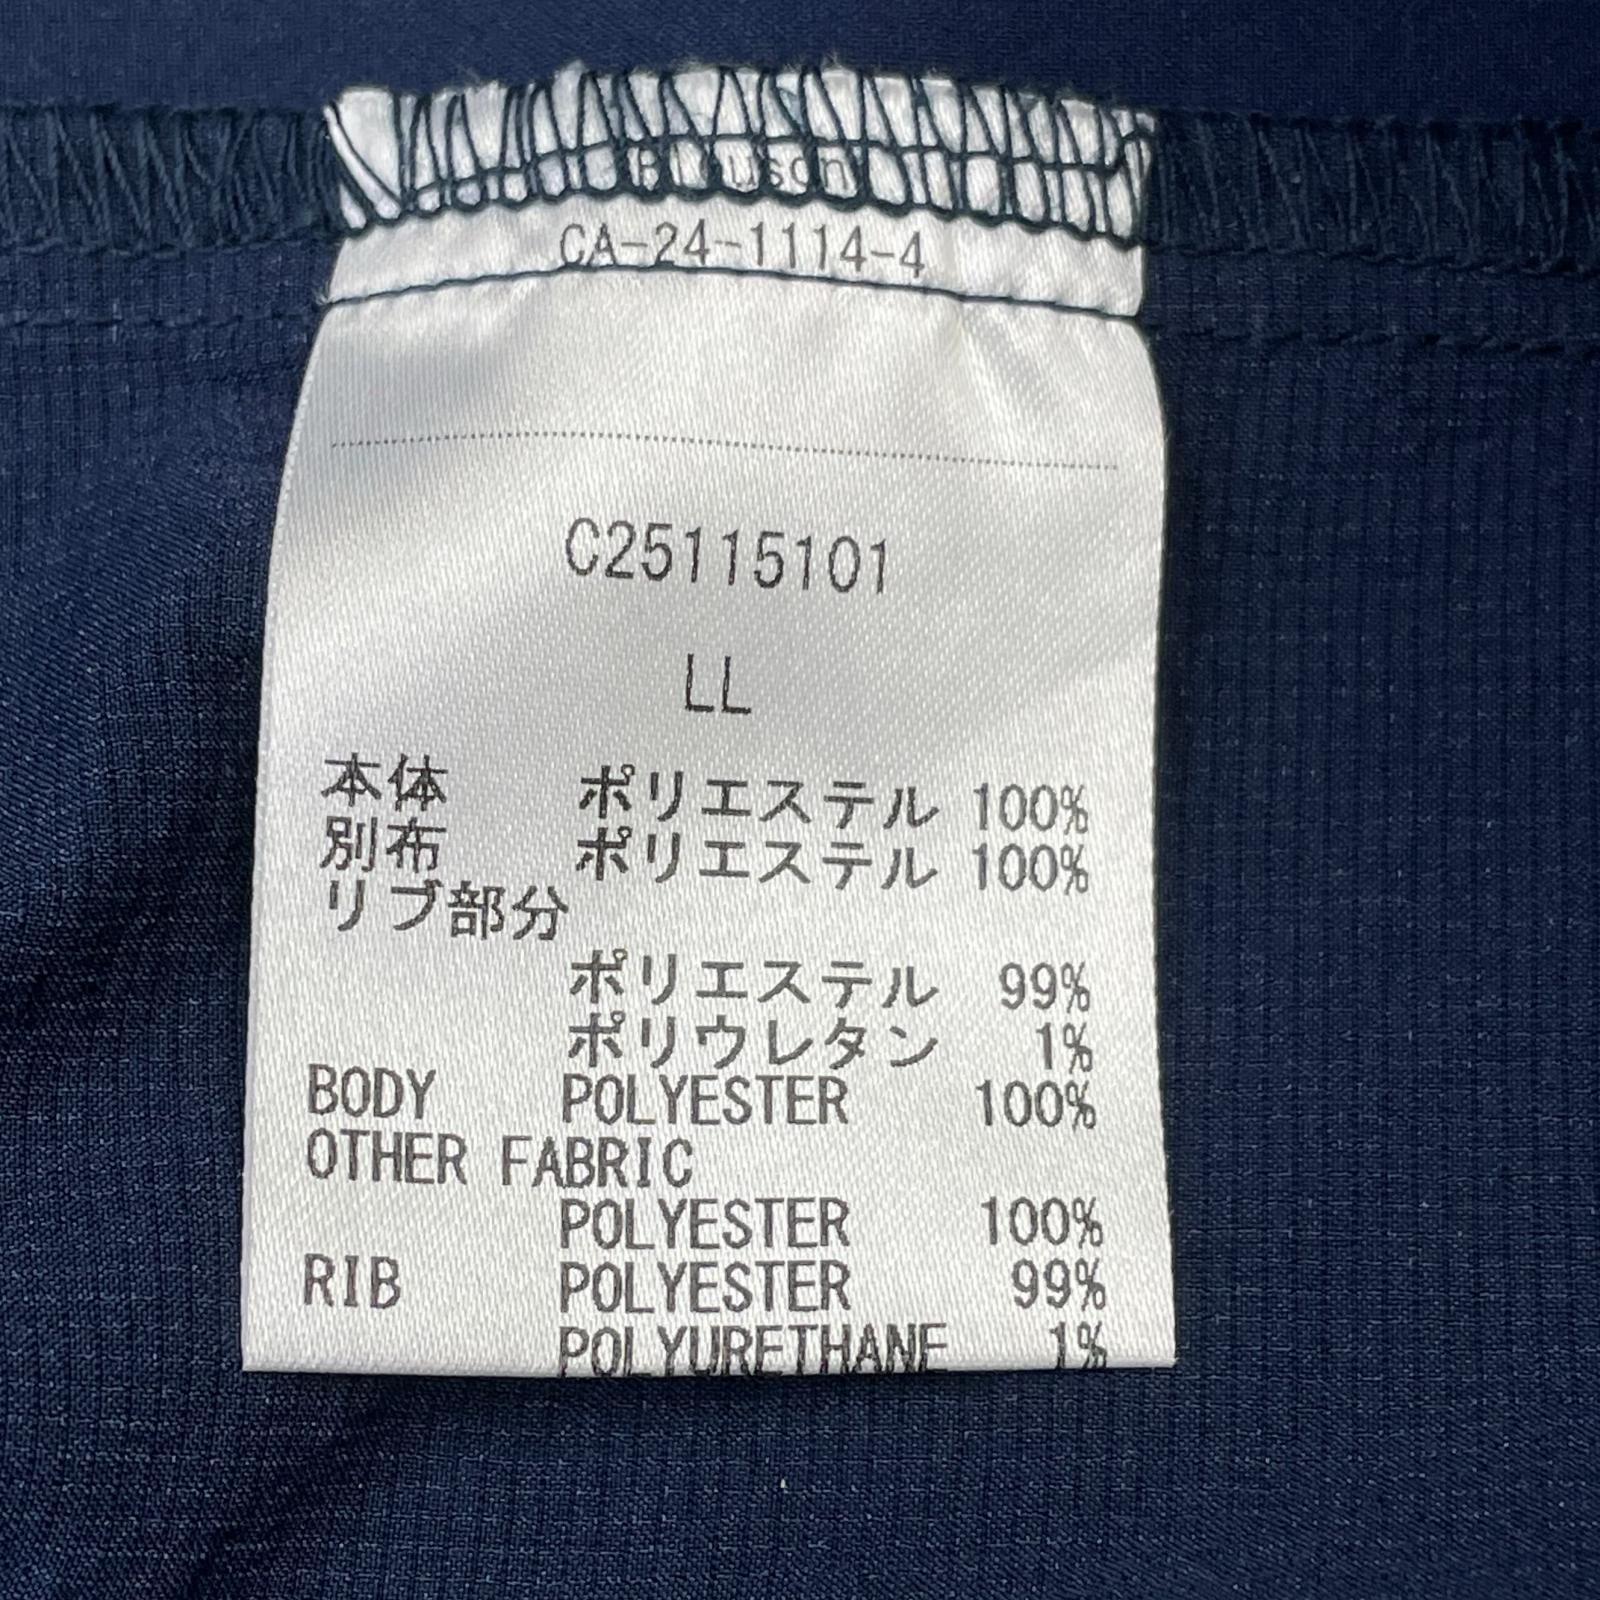 Blouson
CA-24-1114-4
C25115101
LL
本体 ポリエステル 100%
別布 ポリエステル 100%
リブ部分
ポリエステル 99%
ポリウレタン 1%
BODY POLYESTER 100%
OTHER FABRIC
POLYESTER 100%
RIB POLYESTER 99%
POLYURETHANE 1%